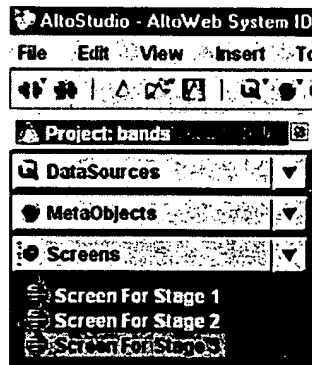 AltoStudio - AltoWeb System ID
File Edit View Insert To
Project: bands
DataSources
MetaObjects
Screens
Screen For Stage 1
Screen For Stage 2
Screen For Stage 3